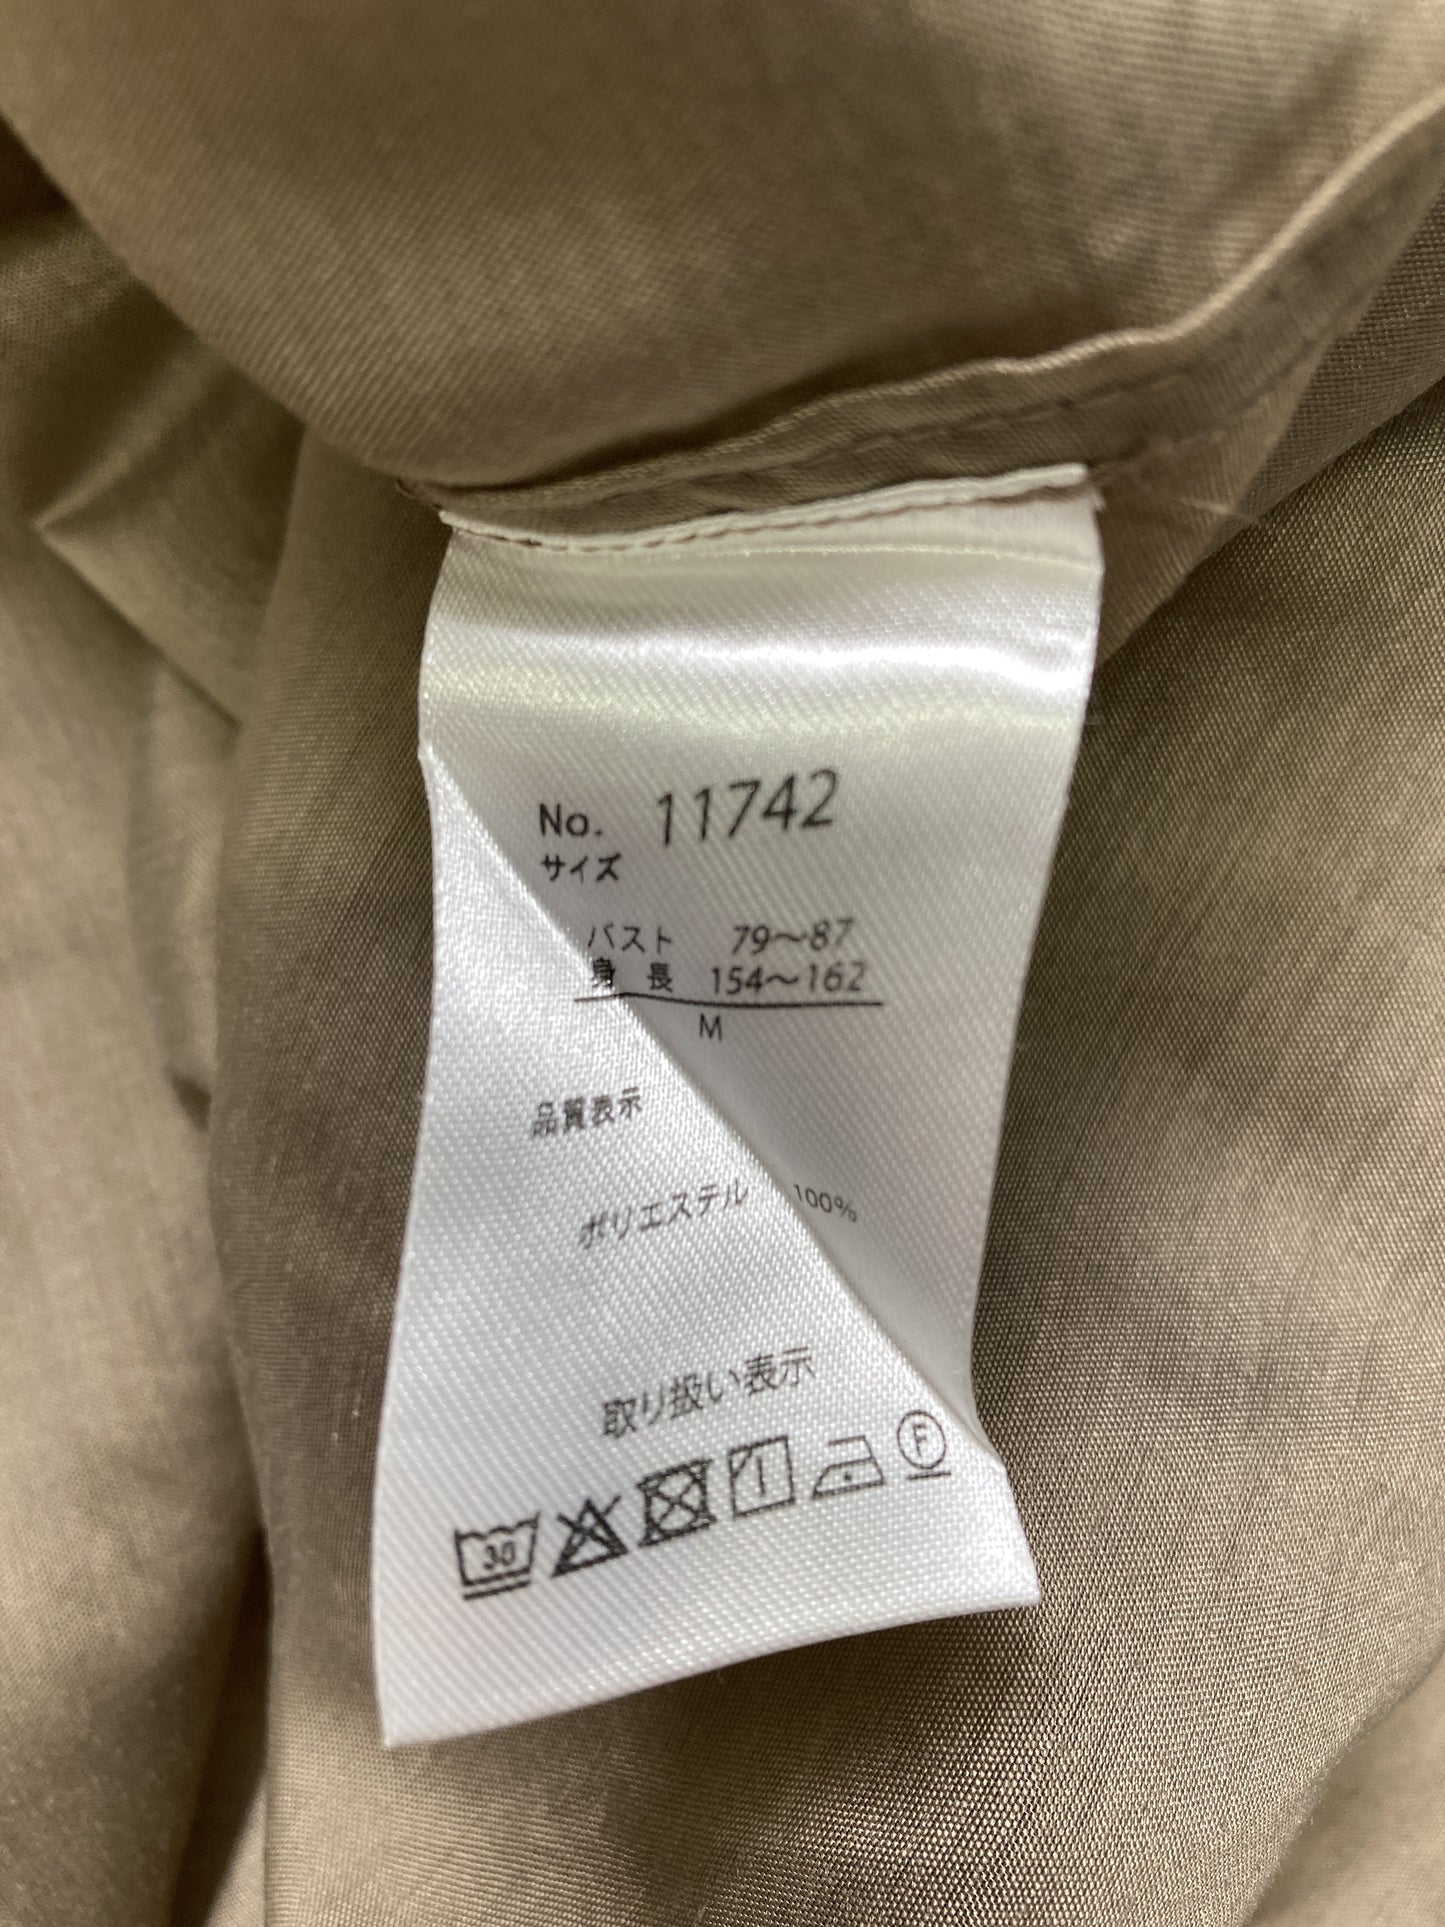 No. 11742
サイズ
バスト 79～87
身長 154～162
M
品質表示
ポリエステル 100%
取り扱い表示
30 F